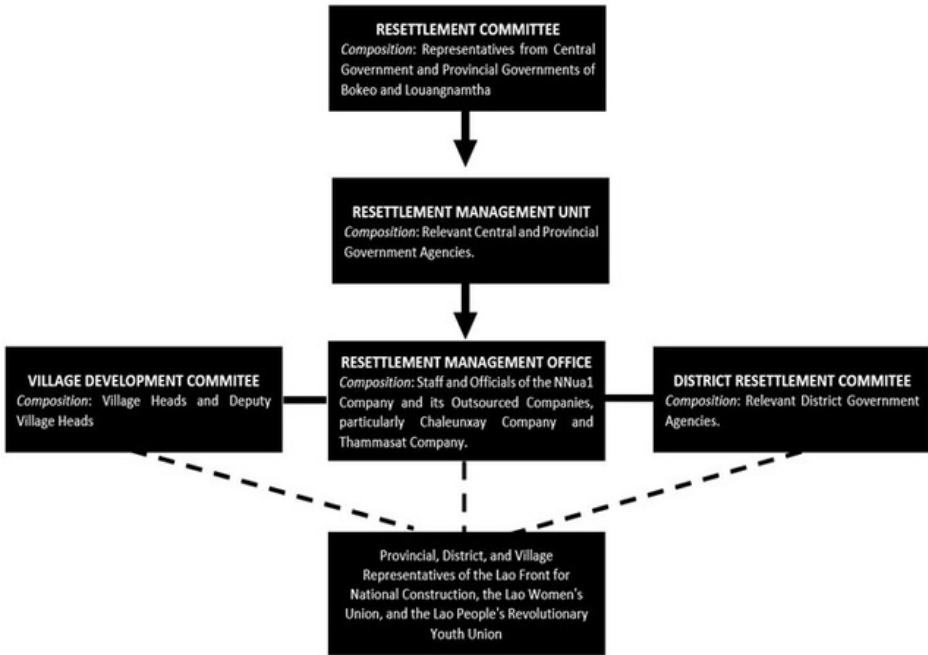 RESETTLEMENT COMMITTEE
Composition: Representatives from Central
Government and Provincial Governments of
Bokeo and Louangnamtha
RESETTLEMENT MANAGEMENT UNIT
Composition: Relevant Central and Provincial
Government Agencies.
VILLAGE DEVELOPMENT COMMITEE
Composition: Village Heads and Deputy
Village Heads
RESETTLEMENT MANAGEMENT OFFICE
Composition: Staff and Officials of the NNua1
Company and its Outsourced Companies,
particularly Chaleunxay Company and
Thammasat Company.
DISTRICT RESETTLEMENT COMMITEE
Composition: Relevant District Government
Agencies.
Provincial, District, and Village
Representatives of the Lao Front for
National Construction, the Lao Women's
Union, and the Lao People's Revolutionary
Youth Union